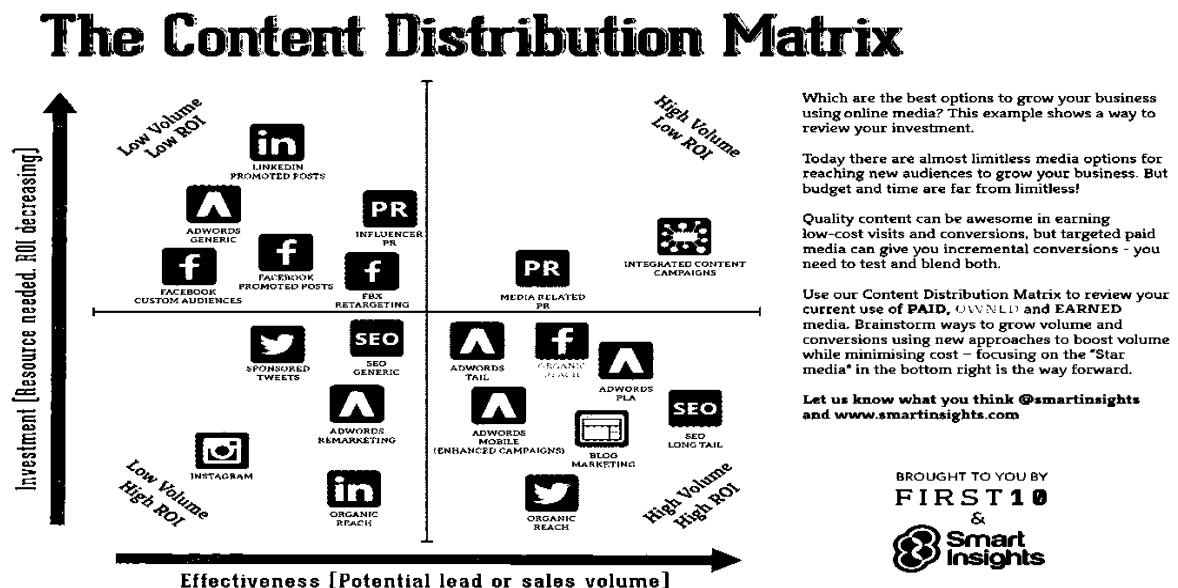 The Content Distribution Matrix
Investment [Resource needed. ROI decreasing]
Low Volume
Low ROI
High Volume
Low ROI
in
LINKEDIN
PROMOTED POSTS
ADWORDS
GENERIC
PR
INFLUENCER
PR
f
FACEBOOK
CUSTOM AUDIENCES
f
FACEBOOK
PROMOTED POSTS
f
FBX
RETARGETING
PR
MEDIA RELATED
PR
INTEGRATED CONTENT
CAMPAIGNS
SPONSORED
TWEETS
SEO
SEO
GENERIC
ADWORDS
TAIL
f
ORGANIC
REACH
ADWORDS
PLA
ADWORDS
REMARKETING
ADWORDS
MOBILE
(ENHANCED CAMPAIGNS)
BLOG
MARKETING
SEO
SEO
LONG TAIL
INSTAGRAM
in
ORGANIC
REACH
ORGANIC
REACH
Low Volume
High ROI
High Volume
High ROI
Effectiveness [Potential lead or sales volume]
Which are the best options to grow your business
using online media? This example shows a way to
review your investment.
Today there are almost limitless media options for
reaching new audiences to grow your business. But
budget and time are far from limitless!
Quality content can be awesome in earning
low-cost visits and conversions, but targeted paid
media can give you incremental conversions - you
need to test and blend both.
Use our Content Distribution Matrix to review your
current use of PAID, OWNED and EARNED
media. Brainstorm ways to grow volume and
conversions using new approaches to boost volume
while minimising cost – focusing on the "Star
media" in the bottom right is the way forward.
Let us know what you think @smartinsights
and www.smartinsights.com
BROUGHT TO YOU BY
FIRST10
&
Smart
Insights